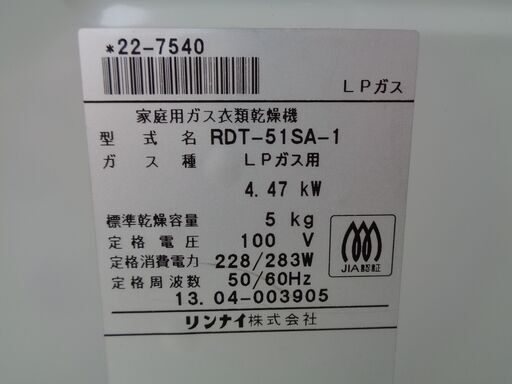 *22-7540
LPガス
家庭用ガス衣類乾燥機
型式名 RDT-51SA-1
ガス種 LPガス用
4.47 kW
標準乾燥容量 5 kg
定格電圧 100 V
定格消費電力 228/283W
定格周波数 50/60Hz
13.04-003905
JIA認証
リンナイ株式会社